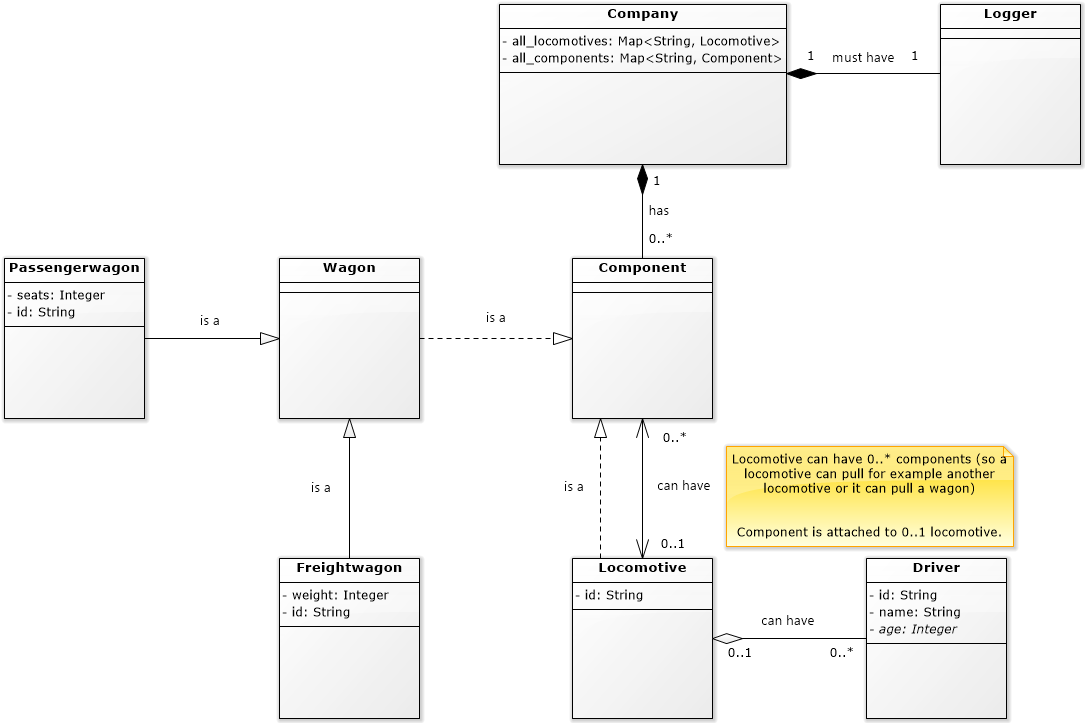 Company
- all_locomotives: Map<String, Locomotive>
- all_components: Map<String, Component>
Logger
1 must have 1
1
has
0..*
Passengerwagon
- seats: Integer
- id: String
is a
Wagon
is a
Component
is a
Freightwagon
- weight: Integer
- id: String
is a
0..*
can have
0..1
Locomotive can have 0..* components (so a
locomotive can pull for example another
locomotive or it can pull a wagon)
Component is attached to 0..1 locomotive.
Locomotive
- id: String
can have
0..1 0..*
Driver
- id: String
- name: String
- age: Integer